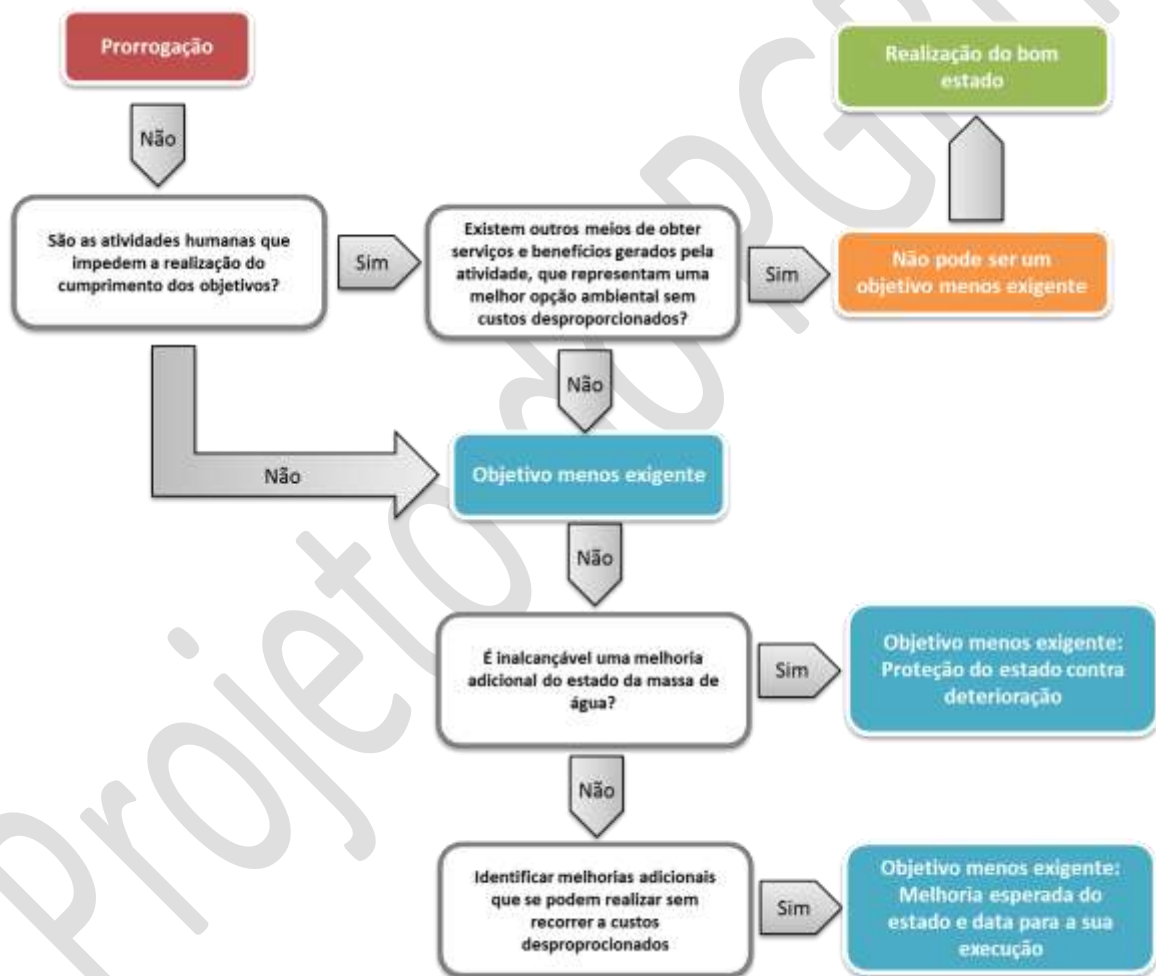 Prorrogação
Realização do bom
estado
Não
São as atividades humanas que
impedem a realização do
cumprimento dos objetivos?
Sim
Existem outros meios de obter
serviços e benefícios gerados pela
atividade, que representam uma
melhor opção ambiental sem
custos desproporcionados?
Sim
Não pode ser um
objetivo menos exigente
Não
Não
Objetivo menos exigente
Não
É inalcançável uma melhoria
adicional do estado da massa de
água?
Sim
Objetivo menos exigente:
Proteção do estado contra
deterioração
Não
Identificar melhorias adicionais
que se podem realizar sem
recorrer a custos
desproprocionados
Sim
Objetivo menos exigente:
Melhoria esperada do
estado e data para a sua
execução
Projeto do PG